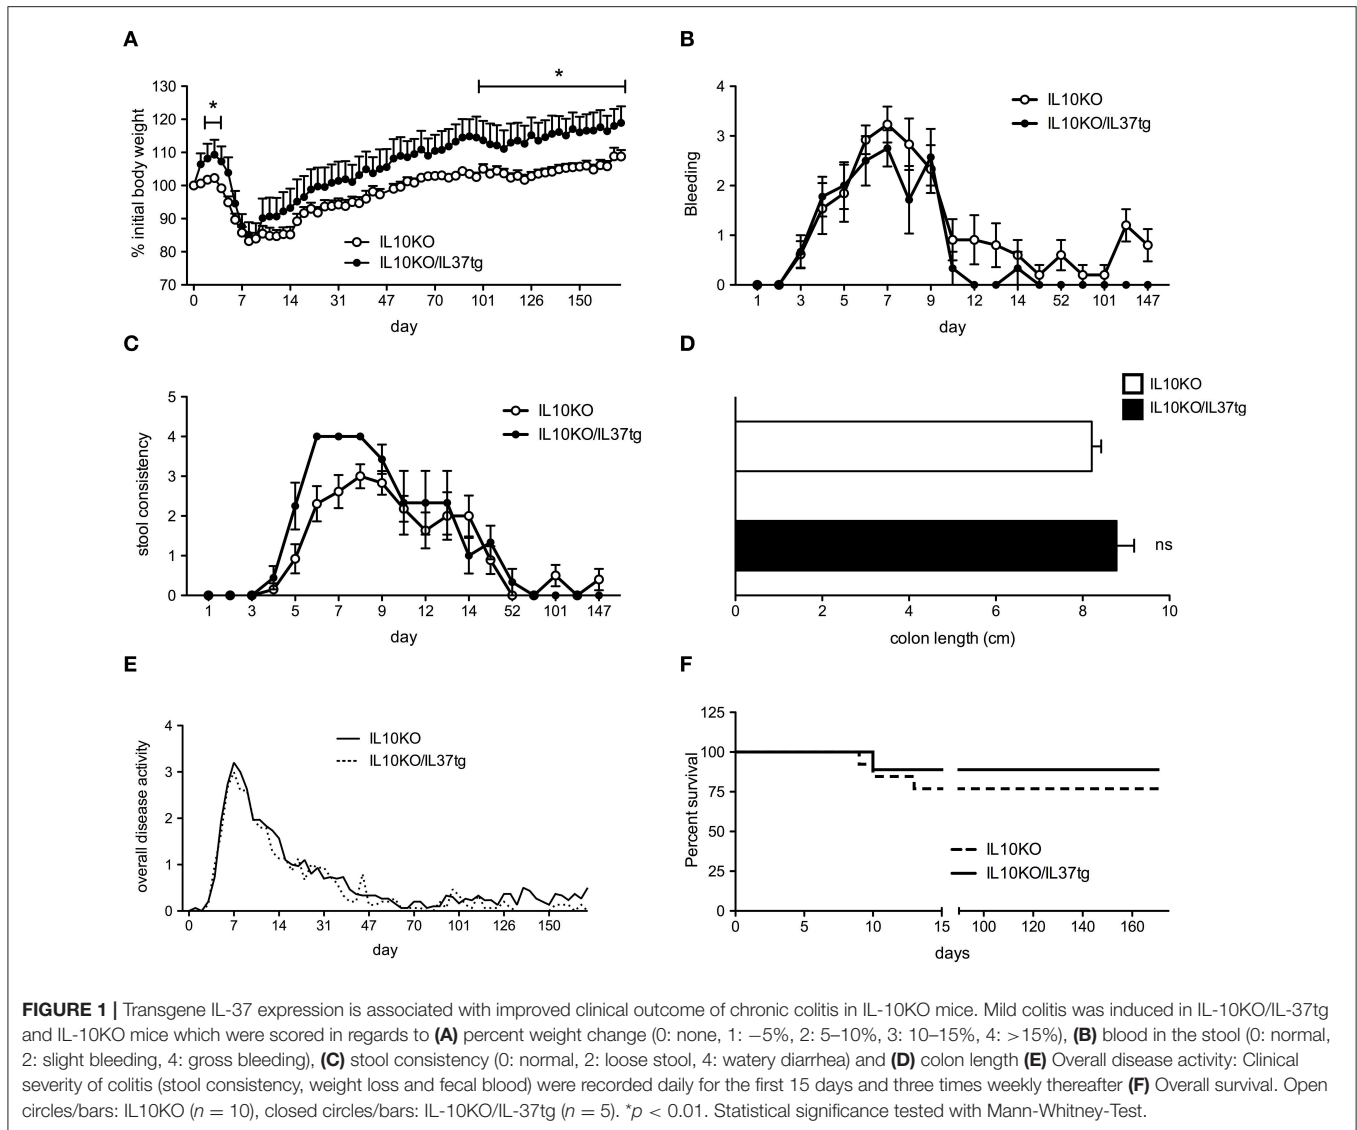 A
% initial body weight
130
120
110
100
90
80
70
*
*
IL10KO
IL10KO/IL37tg
0 7 14 31 47 70 101 126 150
day
B
Bleeding
4
3
2
1
0
IL10KO
IL10KO/IL37tg
1 3 5 7 9 12 14 52 101 147
day
C
stool consistency
5
4
3
2
1
0
IL10KO
IL10KO/IL37tg
1 3 5 7 9 12 14 52 101 147
day
D
IL10KO
IL10KO/IL37tg
ns
0 2 4 6 8 10
colon length (cm)
E
overall disease activity
4
3
2
1
0
IL10KO
IL10KO/IL37tg
0 7 14 31 47 70 101 126 150
day
F
Percent survival
125
100
75
50
25
0
IL10KO
IL10KO/IL37tg
0 5 10 15 100 120 140 160
days
FIGURE 1 | Transgene IL-37 expression is associated with improved clinical outcome of chronic colitis in IL-10KO mice. Mild colitis was induced in IL-10KO/IL-37tg
and IL-10KO mice which were scored in regards to (A) percent weight change (0: none, 1: −5%, 2: 5–10%, 3: 10–15%, 4: >15%), (B) blood in the stool (0: normal,
2: slight bleeding, 4: gross bleeding), (C) stool consistency (0: normal, 2: loose stool, 4: watery diarrhea) and (D) colon length (E) Overall disease activity: Clinical
severity of colitis (stool consistency, weight loss and fecal blood) were recorded daily for the first 15 days and three times weekly thereafter (F) Overall survival. Open
circles/bars: IL10KO (n = 10), closed circles/bars: IL-10KO/IL-37tg (n = 5). *p < 0.01. Statistical significance tested with Mann-Whitney-Test.